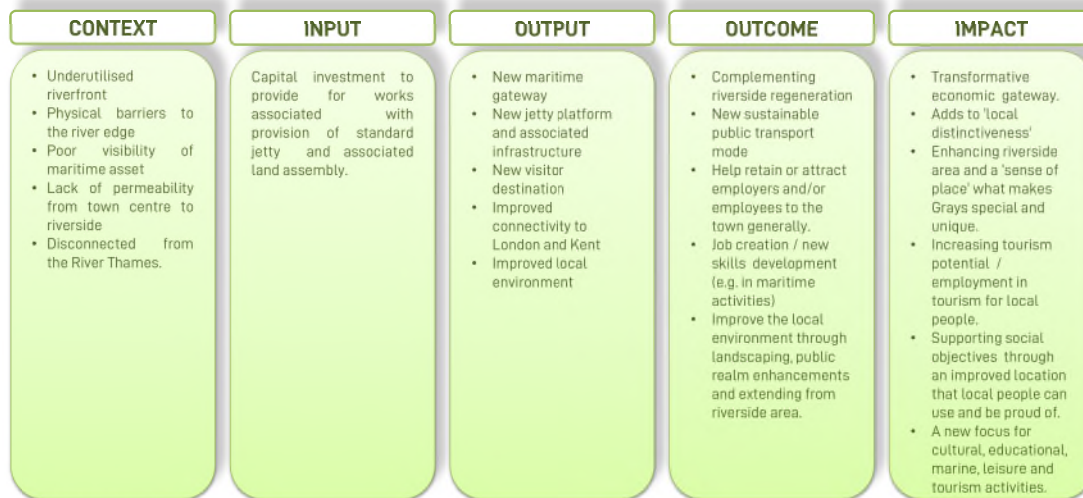 CONTEXT
• Underutilised
riverfront
• Physical barriers to
the river edge
• Poor visibility of
maritime asset
• Lack of permeability
from town centre to
riverside
• Disconnected from
the River Thames.
INPUT
Capital investment to
provide for works
associated with
provision of standard
jetty and associated
land assembly.
OUTPUT
• New maritime
gateway
• New jetty platform
and associated
infrastructure
• New visitor
destination
• Improved
connectivity to
London and Kent
• Improved local
environment
OUTCOME
• Complementing
riverside regeneration
• New sustainable
public transport
mode
• Help retain or attract
employers and/or
employees to the
town generally.
• Job creation / new
skills development
(e.g. in maritime
activities)
• Improve the local
environment through
landscaping, public
realm enhancements
and extending from
riverside area.
IMPACT
• Transformative
economic gateway.
• Adds to 'local
distinctiveness'
• Enhancing riverside
area and a 'sense of
place' what makes
Grays special and
unique.
• Increasing tourism
potential /
employment in
tourism for local
people.
• Supporting social
objectives through
an improved location
that local people can
use and be proud of.
• A new focus for
cultural, educational,
marine, leisure and
tourism activities.